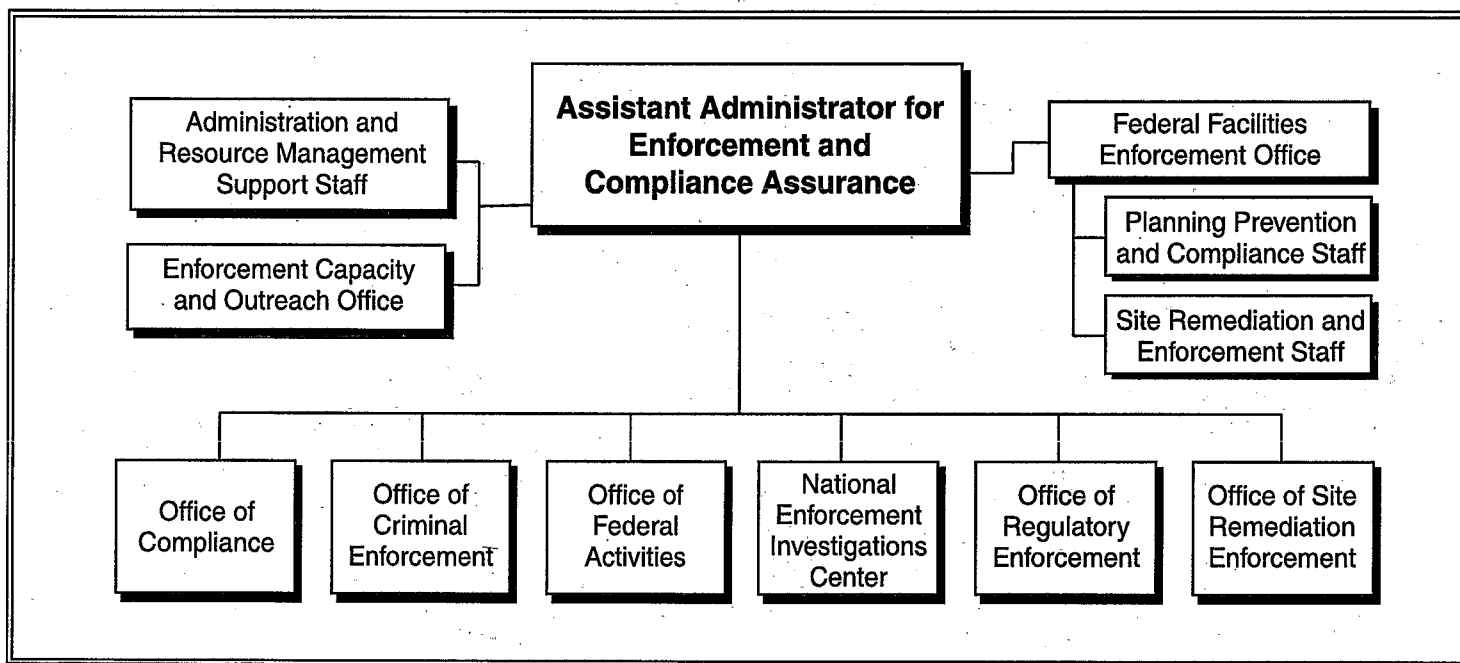 Assistant Administrator for
Enforcement and
Compliance Assurance
Administration and
Resource Management
Support Staff
Enforcement Capacity
and Outreach Office
Federal Facilities
Enforcement Office
Planning Prevention
and Compliance Staff
Site Remediation and
Enforcement Staff
Office of
Compliance
Office of
Criminal
Enforcement
Office of
Federal
Activities
National
Enforcement
Investigations
Center
Office of
Regulatory
Enforcement
Office of Site
Remediation
Enforcement